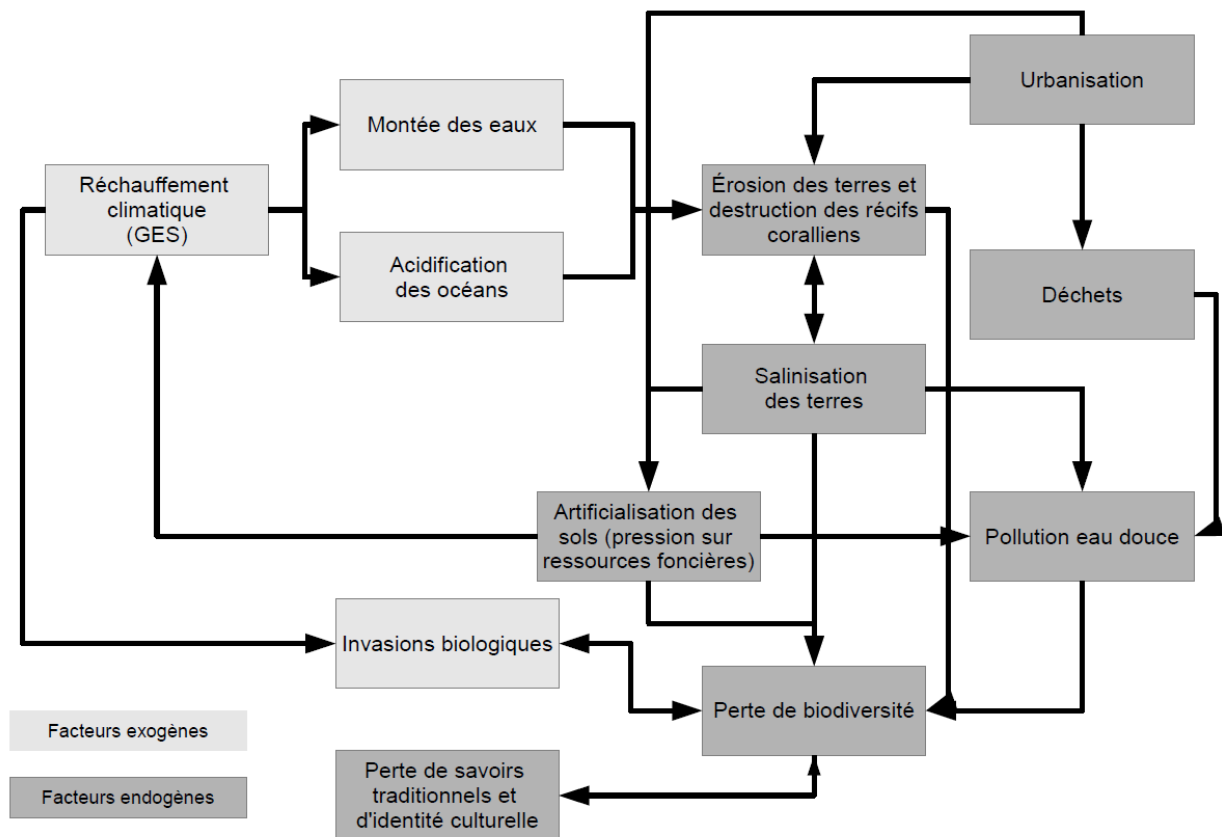 Urbanisation
Montée des eaux
Réchauffement
climatique
(GES)
Érosion des terres et
destruction des récifs
coralliens
Acidification
des océans
Déchets
Salinisation
des terres
Artificialisation des
sols (pression sur
ressources foncières)
Pollution eau douce
Invasions biologiques
Perte de biodiversité
Facteurs exogènes
Facteurs endogènes
Perte de savoirs
traditionnels et
d'identité culturelle